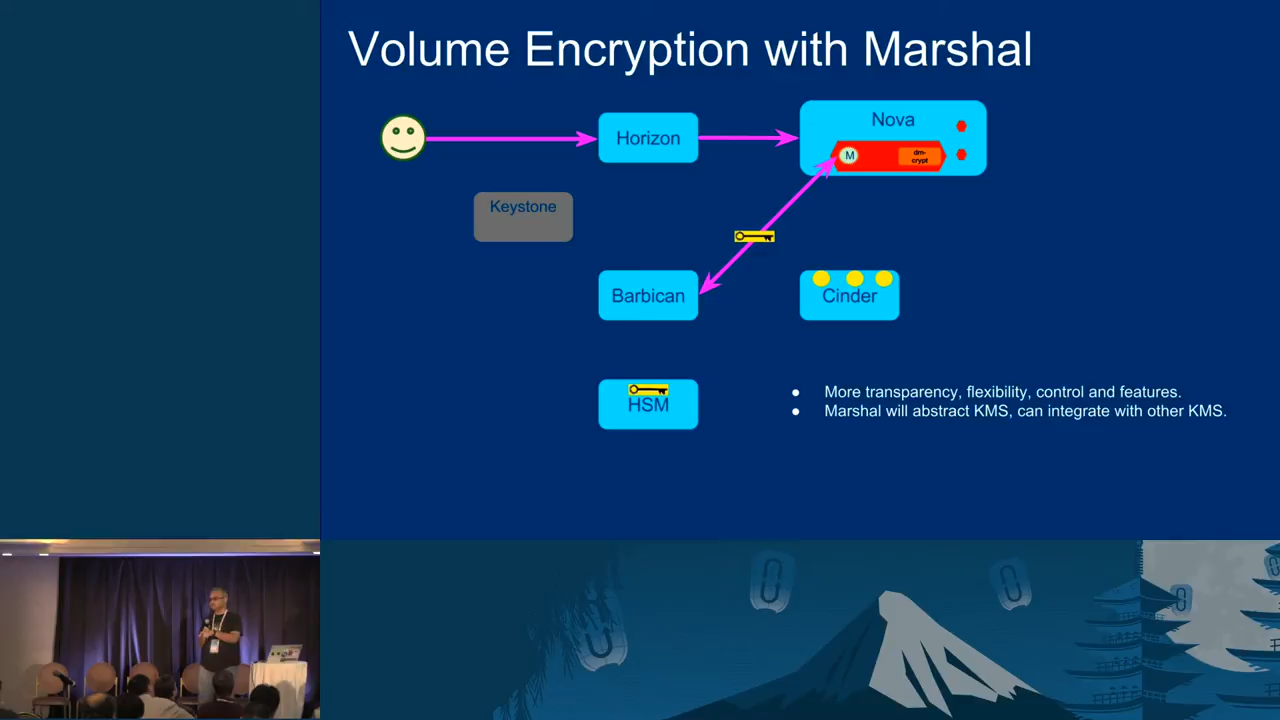 Volume Encryption with Marshal
Horizon
Nova
M
dm-
crypt
Keystone
Barbican
Cinder
HSM
● More transparency, flexibility, control and features.
● Marshal will abstract KMS, can integrate with other KMS.